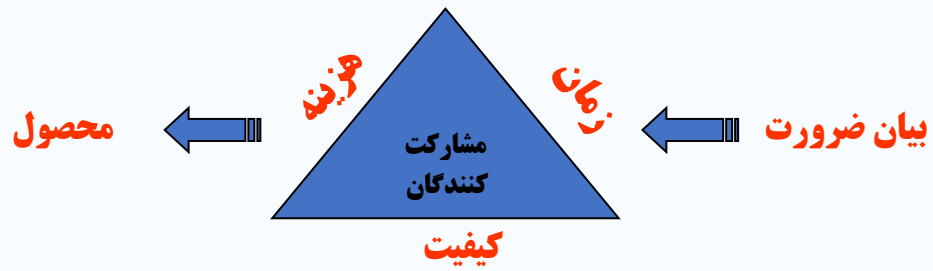 بیان ضرورت
زمان
هزینه
مشارکت
کنندگان
کیفیت
محصول